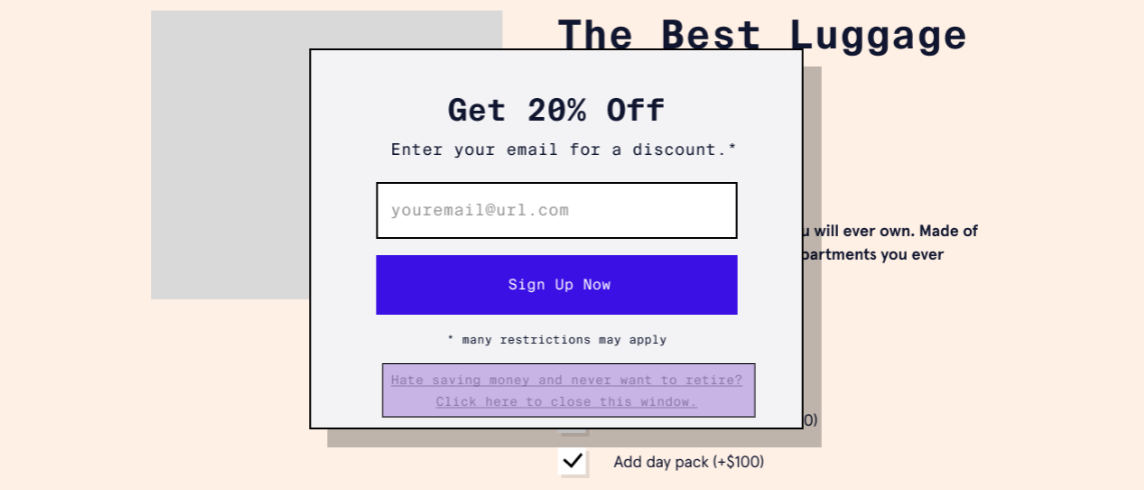 The Best Luggage
Get 20% Off
Enter your email for a discount.*
youremail@url.com
will ever own. Made of
you ever
Sign Up Now
* many restrictions may apply
Hate saving money and never want to retire?
Click here to close this window.
0)
Add day pack (+$100)